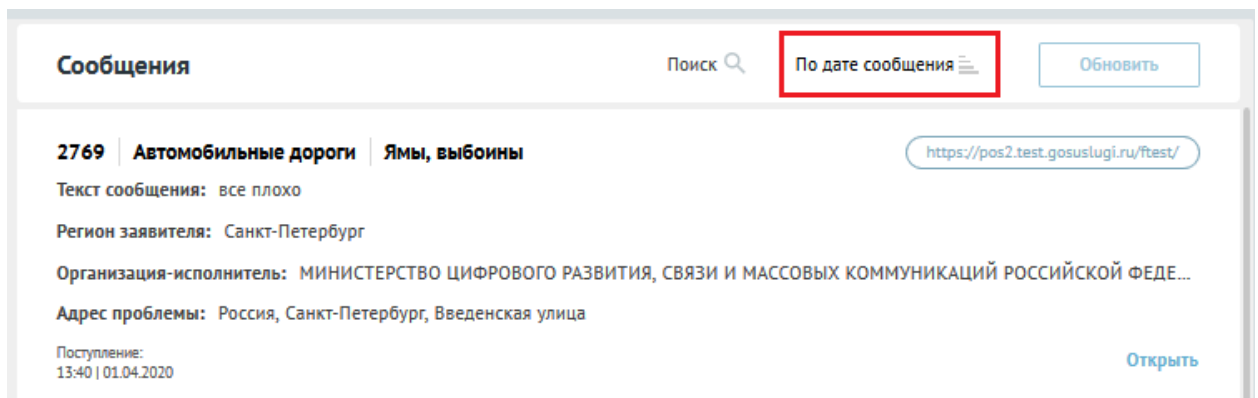 Сообщения
Поиск
По дате сообщения
Обновить
2769 Автомобильные дороги Ямы, выбоины
https://pos2.test.gosuslugi.ru/ftest/
Текст сообщения: все плохо
Регион заявителя: Санкт-Петербург
Организация-исполнитель: МИНИСТЕРСТВО ЦИФРОВОГО РАЗВИТИЯ, СВЯЗИ И МАССОВЫХ КОММУНИКАЦИЙ РОССИЙСКОЙ ФЕДЕ...
Адрес проблемы: Россия, Санкт-Петербург, Введенская улица
Поступление:
13:40 | 01.04.2020
Открыть